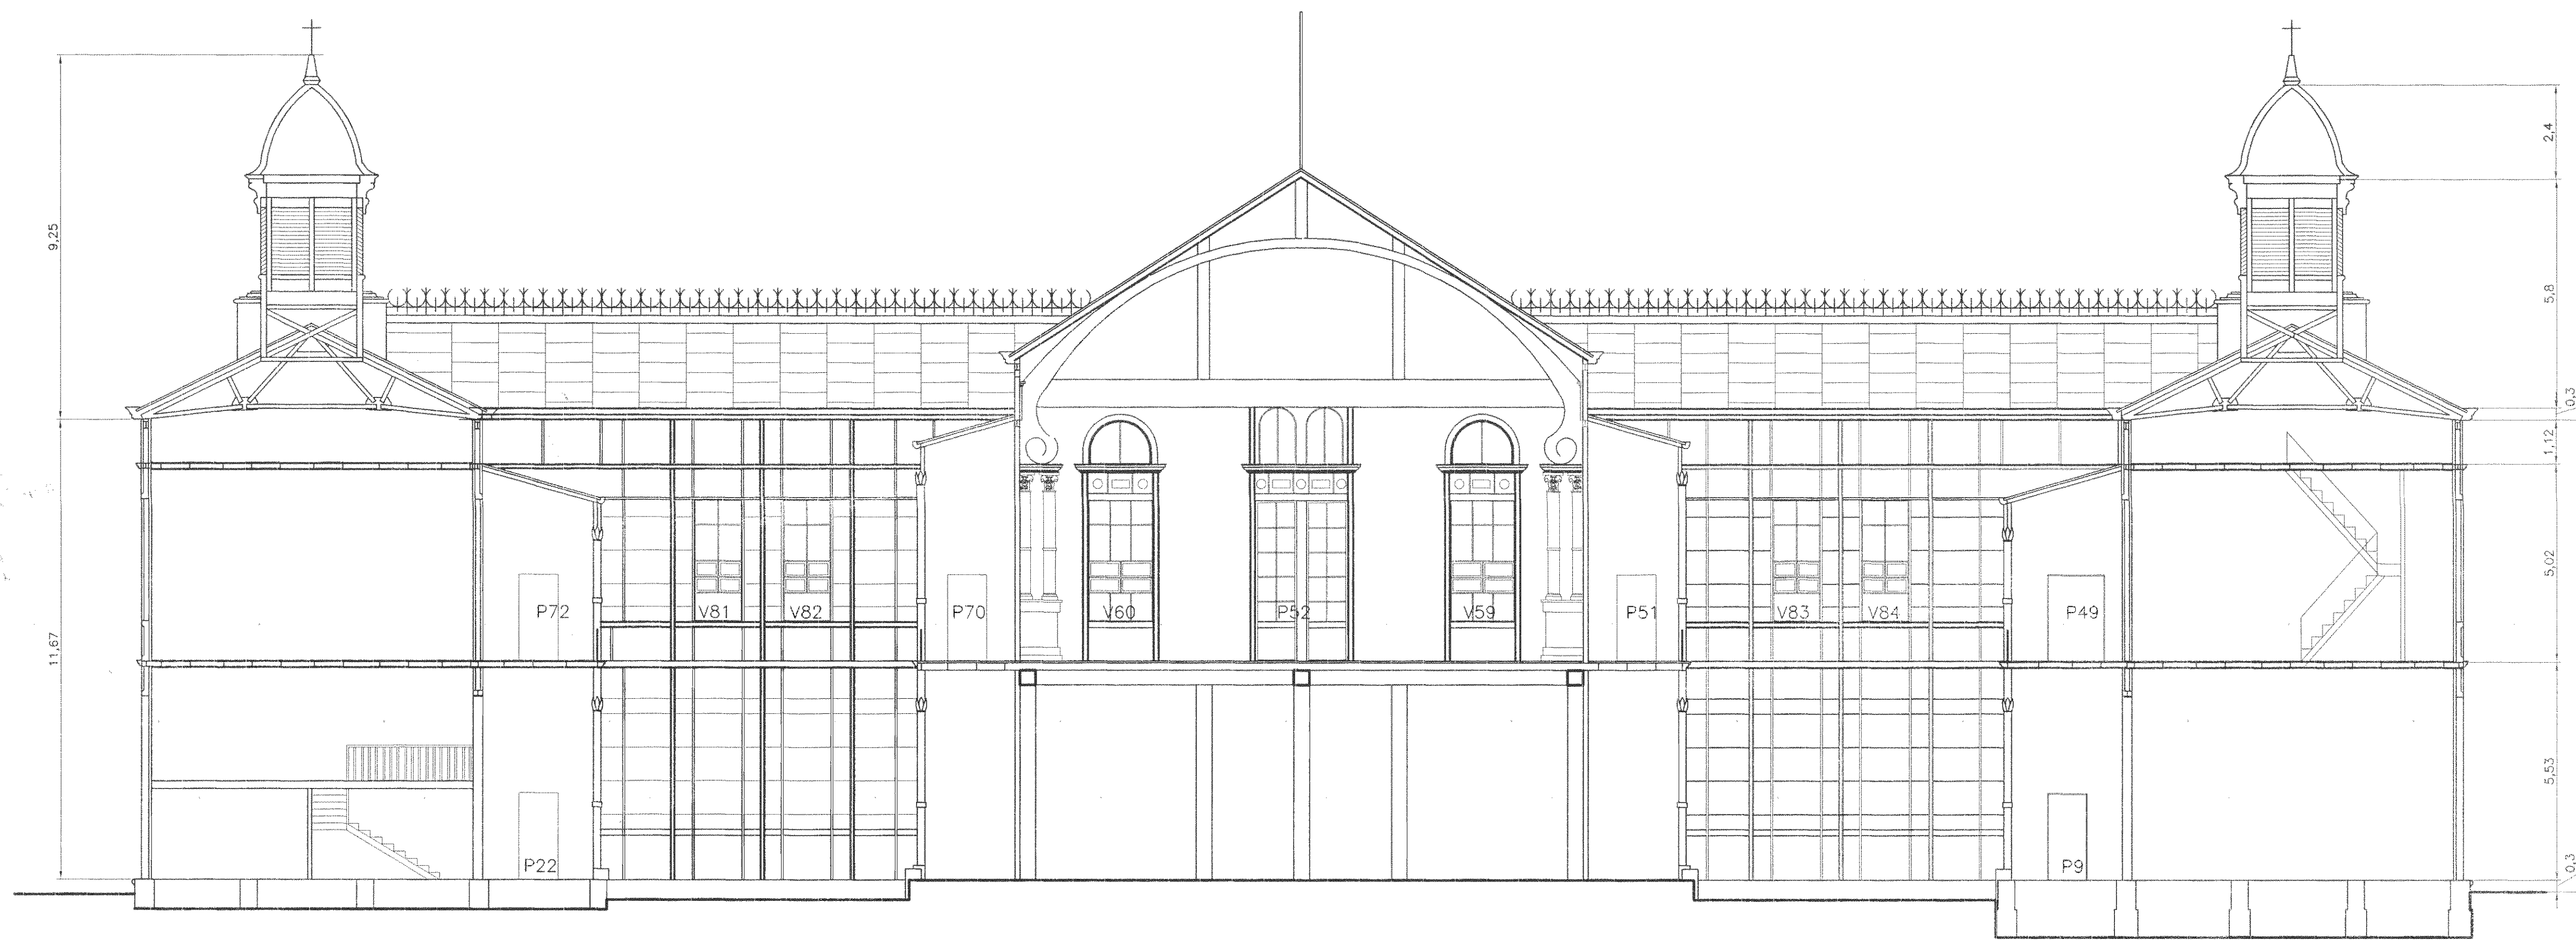 9,25
11,67
P72
V81
V82
P70
V60
P52
V59
P51
V83
V84
P49
P22
P9
2,4
5,8
0,3
1,12
5,02
5,53
0,3